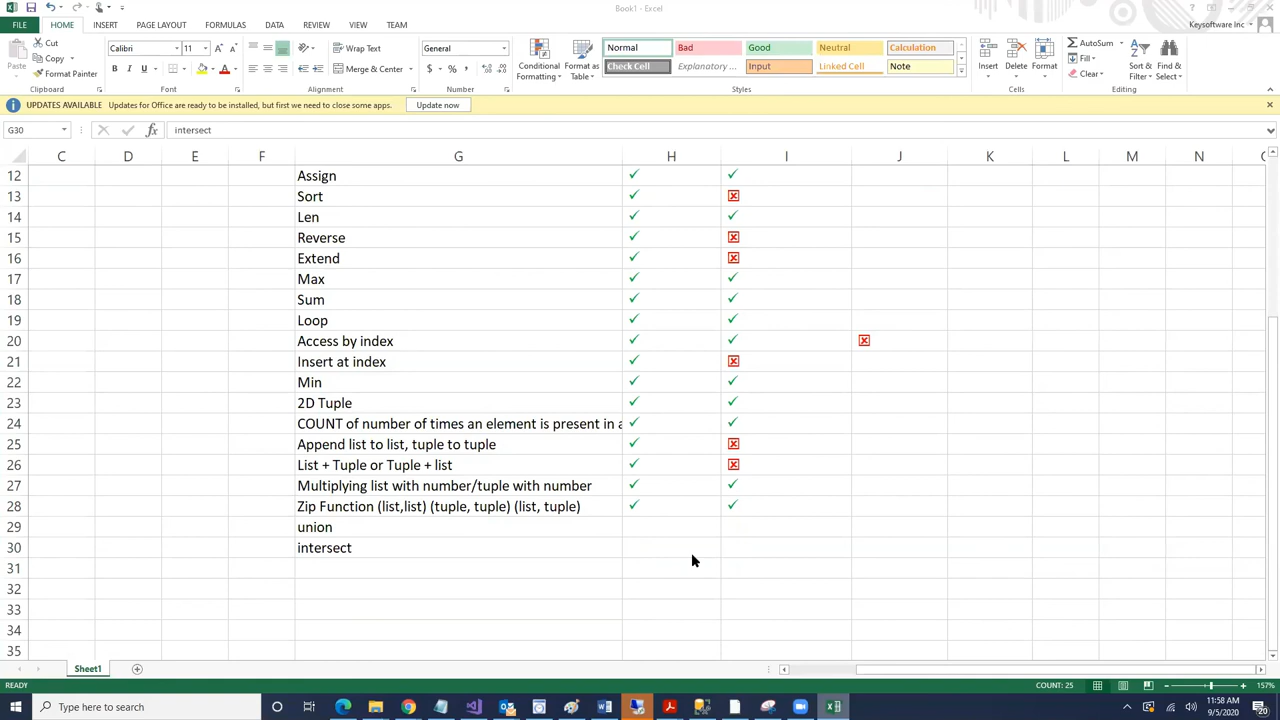 Book1 - Excel
FILE HOME INSERT PAGE LAYOUT FORMULAS DATA REVIEW VIEW TEAM
Keysoftware Inc
Paste
Cut
Copy
Format Painter
Clipboard
Calibri 11
B I U
Font
Wrap Text
Merge & Center
Alignment
General
$ % ,
Number
Conditional Formatting
Format as Table
Normal Bad Good Neutral Calculation
Check Cell Explanatory ... Input Linked Cell Note
Styles
Insert Delete Format
Cells
AutoSum
Fill
Clear
Sort & Filter
Find & Select
Editing
UPDATES AVAILABLE Updates for Office are ready to be installed, but first we need to close some apps. Update now
G30 fx intersect
C D E F G H I J K L M N
12 Assign ✓ ✓
13 Sort ✓ ☒
14 Len ✓ ✓
15 Reverse ✓ ☒
16 Extend ✓ ☒
17 Max ✓ ✓
18 Sum ✓ ✓
19 Loop ✓ ✓
20 Access by index ✓ ✓ ☒
21 Insert at index ✓ ☒
22 Min ✓ ✓
23 2D Tuple ✓ ✓
24 COUNT of number of times an element is present in a ✓ ✓
25 Append list to list, tuple to tuple ✓ ☒
26 List + Tuple or Tuple + list ✓ ☒
27 Multiplying list with number/tuple with number ✓ ✓
28 Zip Function (list,list) (tuple, tuple) (list, tuple) ✓ ✓
29 union
30 intersect
31
32
33
34
35
Sheet1
READY COUNT: 25 157%
Type here to search
11:58 AM
9/5/2020
20